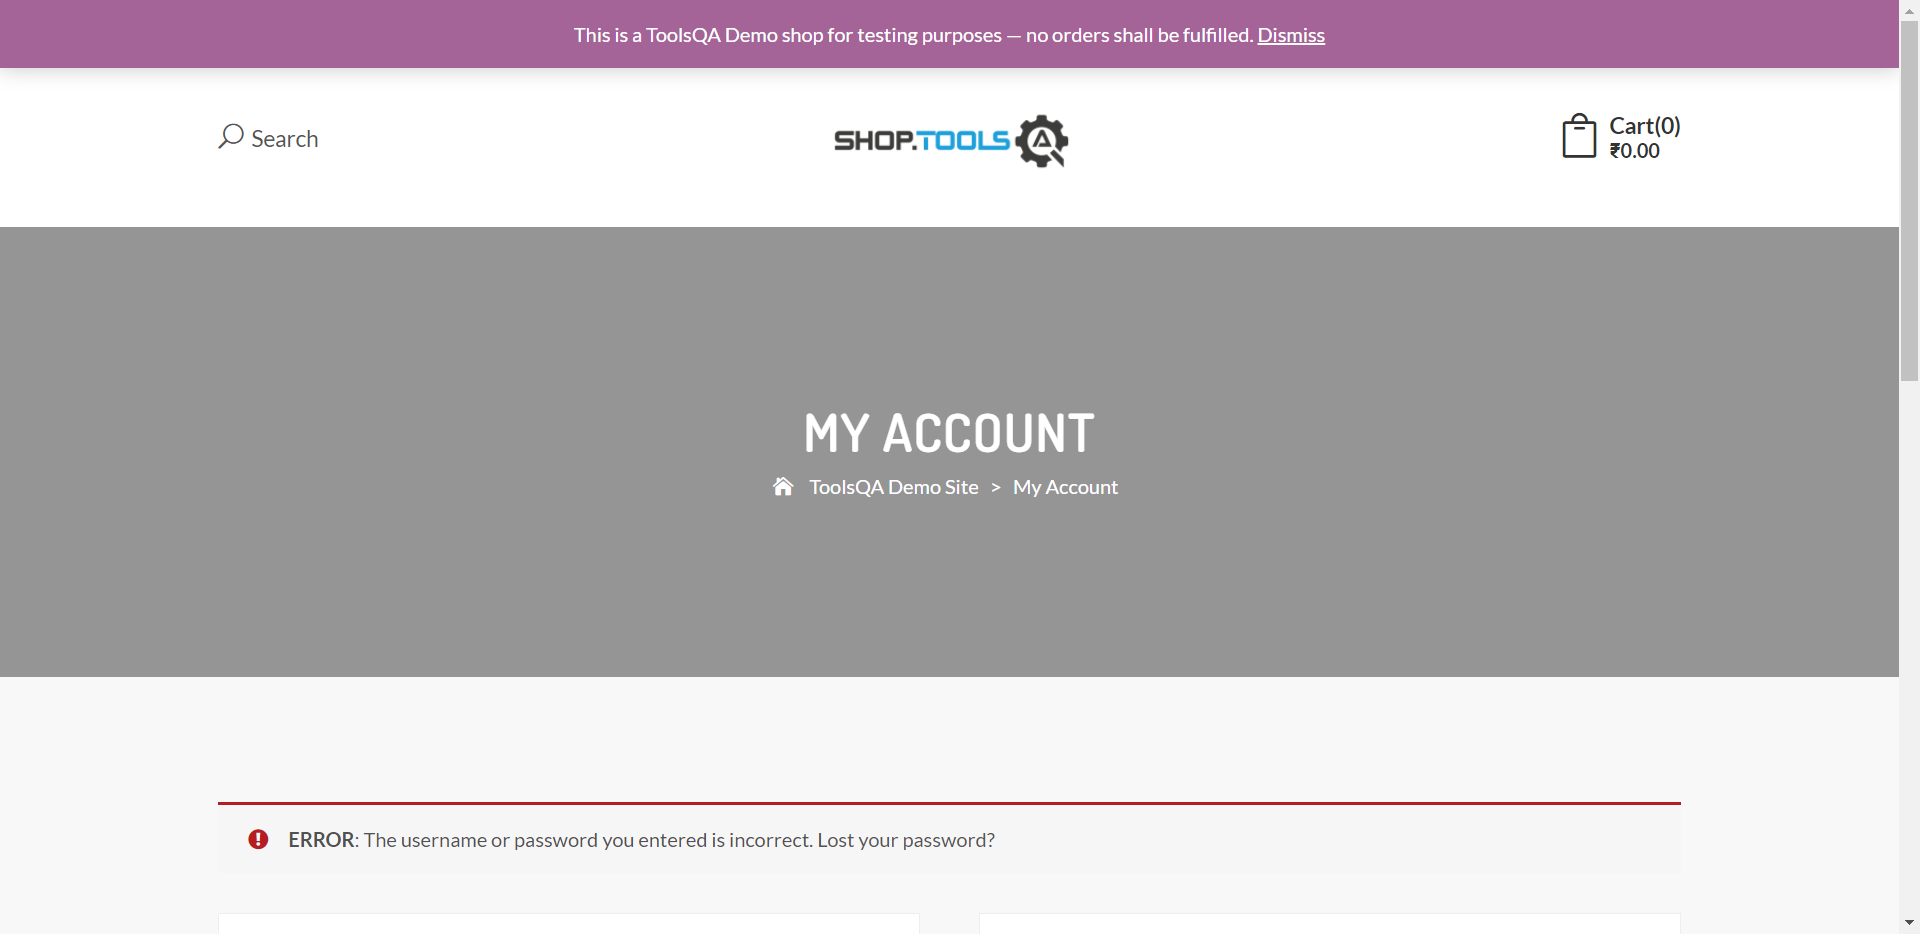 This is a ToolsQA Demo shop for testing purposes — no orders shall be fulfilled. Dismiss
Search
SHOP.TOOLS
Cart(0)
₹0.00
MY ACCOUNT
ToolsQA Demo Site > My Account
ERROR: The username or password you entered is incorrect. Lost your password?